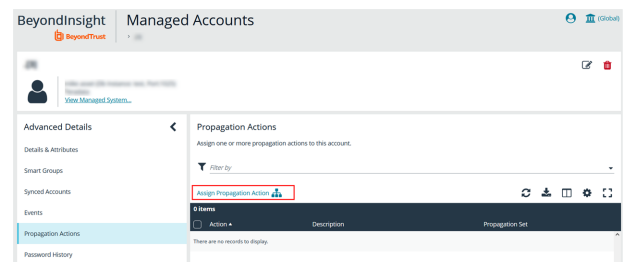 BeyondInsight
BeyondTrust
Managed Accounts
(Global)
View Managed System...
Advanced Details
Details & Attributes
Smart Groups
Synced Accounts
Events
Propagation Actions
Password History
Propagation Actions
Assign one or more propagation actions to this account.
Filter by
Assign Propagation Action
0 items
Action Description Propagation Set
There are no records to display.